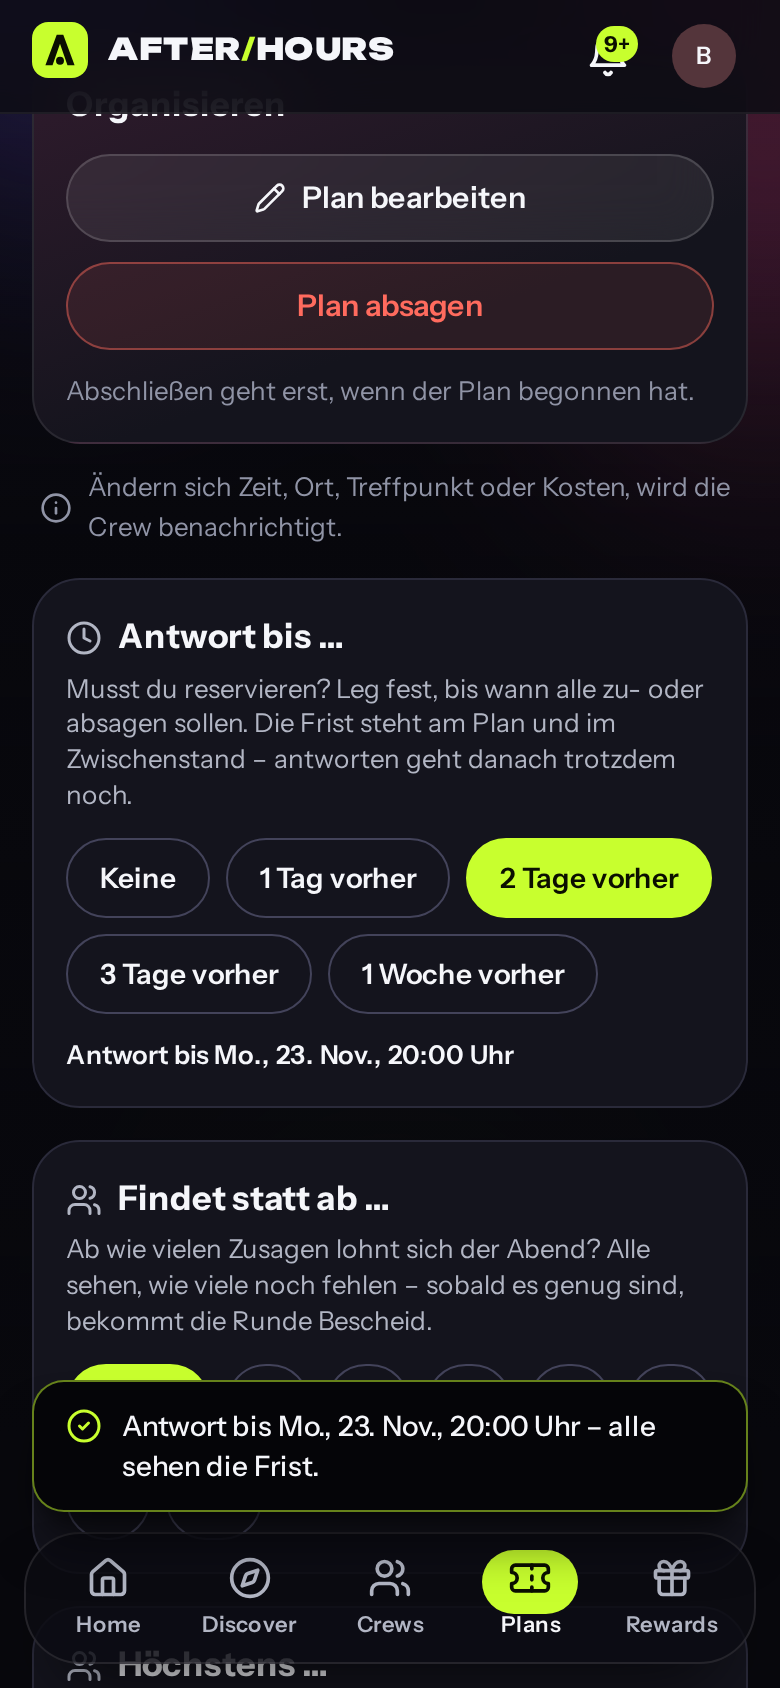 AFTER/HOURS
9+
B
Organisieren
Plan bearbeiten
Plan absagen
Abschließen geht erst, wenn der Plan begonnen hat.
Ändern sich Zeit, Ort, Treffpunkt oder Kosten, wird die
Crew benachrichtigt.
Antwort bis ...
Musst du reservieren? Leg fest, bis wann alle zu- oder
absagen sollen. Die Frist steht am Plan und im
Zwischenstand – antworten geht danach trotzdem
noch.
Keine
1 Tag vorher
2 Tage vorher
3 Tage vorher
1 Woche vorher
Antwort bis Mo., 23. Nov., 20:00 Uhr
Findet statt ab ...
Ab wie vielen Zusagen lohnt sich der Abend? Alle
sehen, wie viele noch fehlen – sobald es genug sind,
bekommt die Runde Bescheid.
Antwort bis Mo., 23. Nov., 20:00 Uhr – alle
sehen die Frist.
Home
Discover
Crews
Plans
Rewards
Höchstens ...